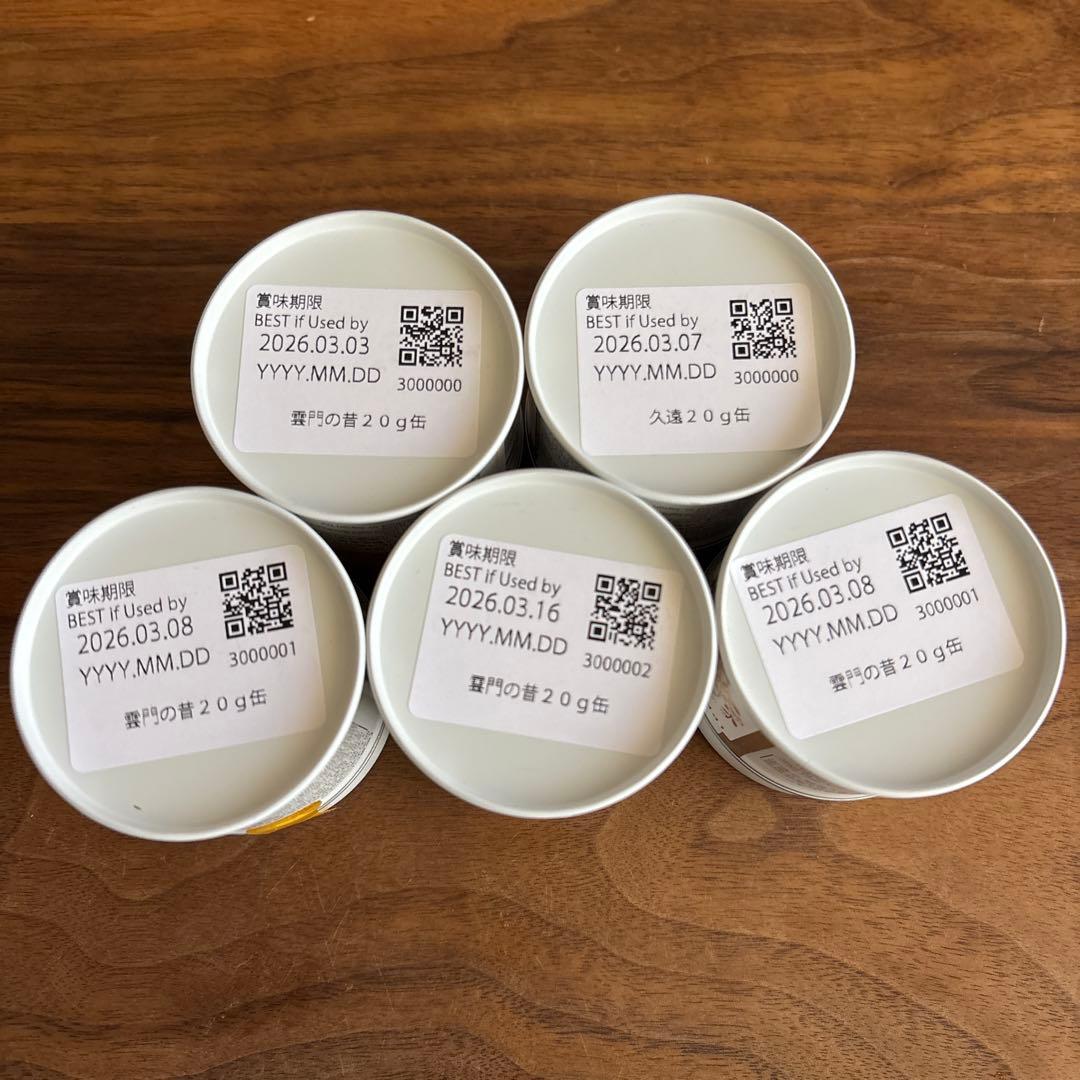 賞味期限
BEST if Used by
2026.03.03
YYYY.MM.DD
3000000
雲門の昔20g缶
賞味期限
BEST if Used by
2026.03.07
YYYY.MM.DD
3000000
久遠20g缶
賞味期限
BEST if Used by
2026.03.08
YYYY.MM.DD
3000001
雲門の昔20g缶
賞味期限
BEST if Used by
2026.03.16
YYYY.MM.DD
3000002
雲門の昔20g缶
賞味期限
BEST if Used by
2026.03.08
YYYY.MM.DD
3000001
雲門の昔20g缶